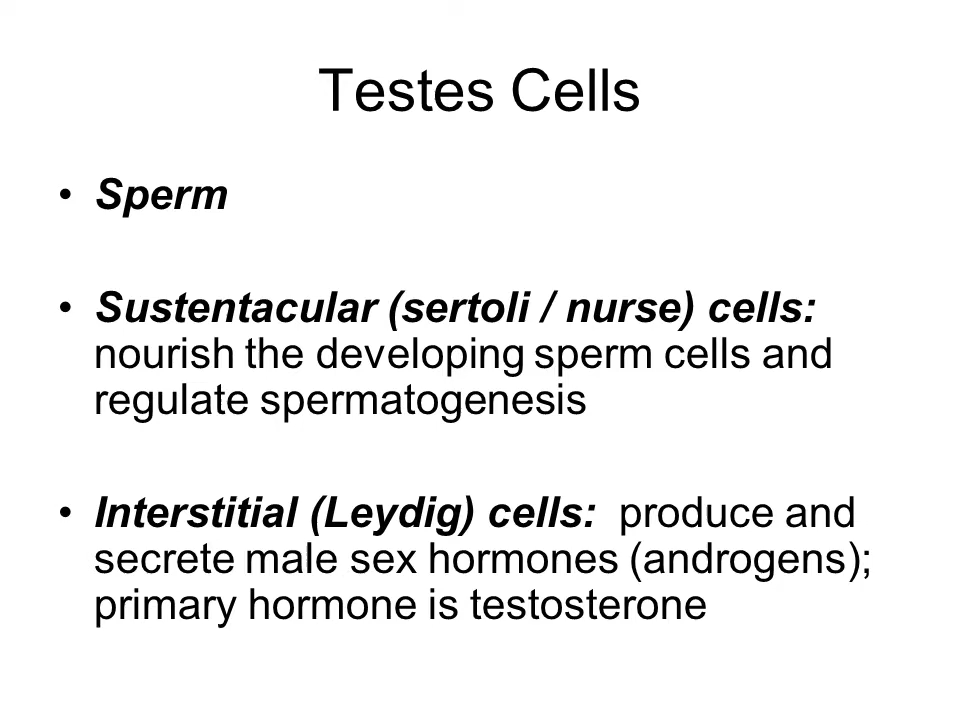 Testes Cells
• Sperm
• Sustentacular (sertoli / nurse) cells:
nourish the developing sperm cells and
regulate spermatogenesis
• Interstitial (Leydig) cells:  produce and
secrete male sex hormones (androgens);
primary hormone is testosterone